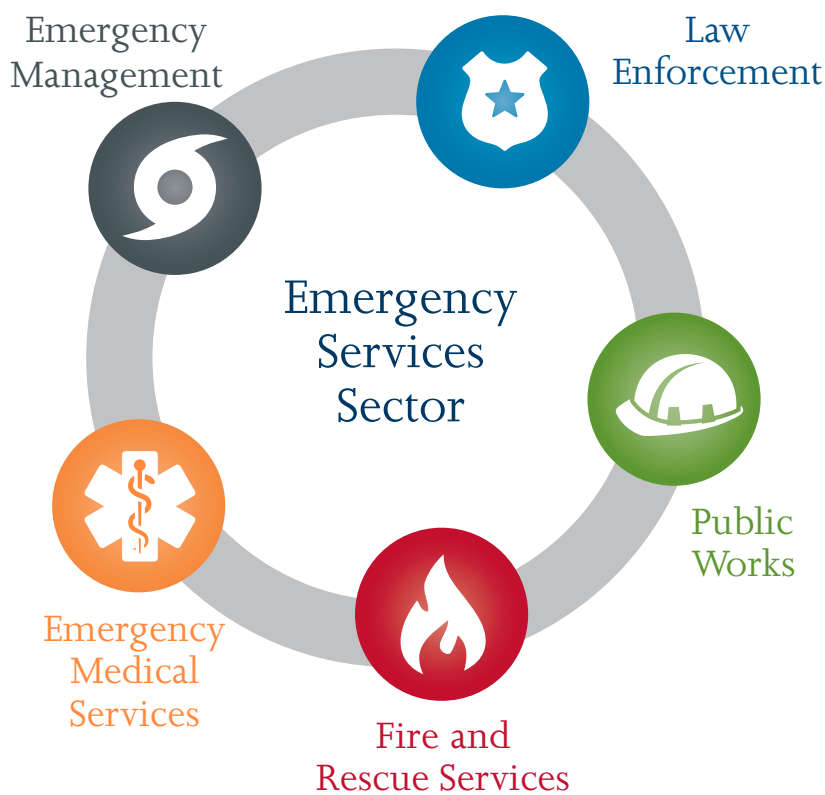 Emergency
Management
Law
Enforcement
Emergency
Services
Sector
Public
Works
Emergency
Medical
Services
Fire and
Rescue Services